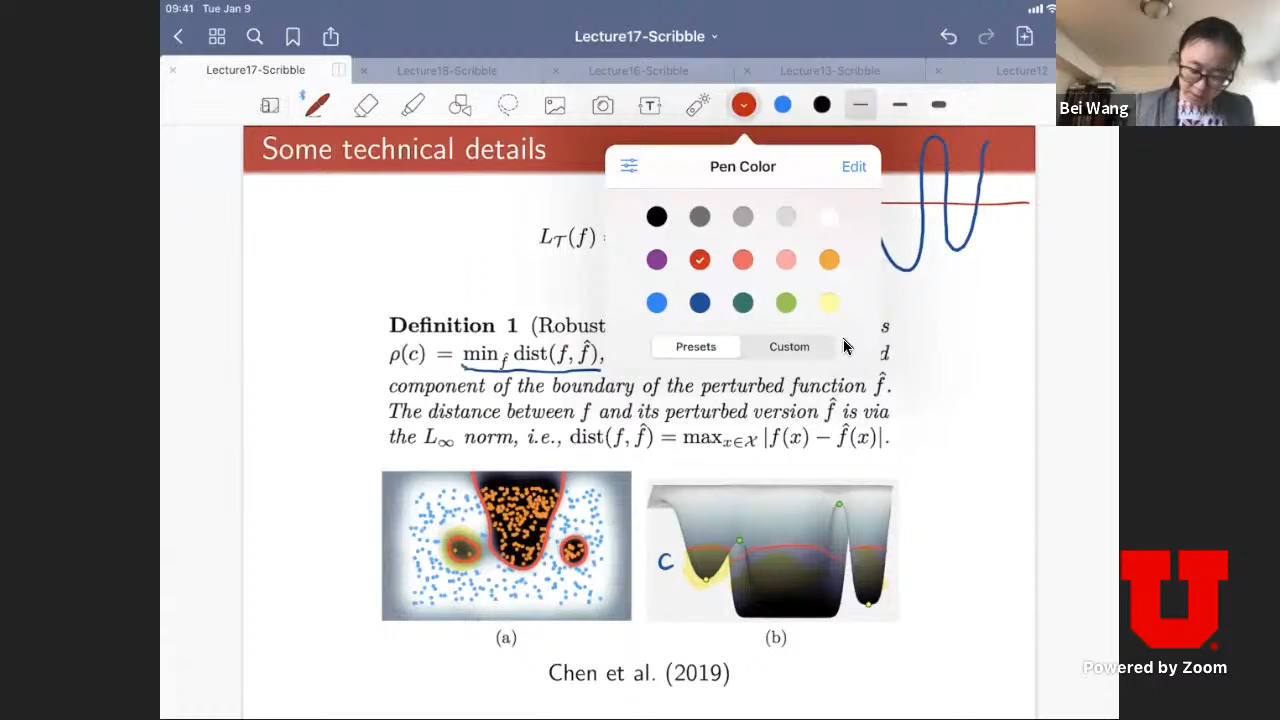 09:41 Tue Jan 9
Lecture17-Scribble
Lecture17-Scribble Lecture18-Scribble Lecture16-Scribble Lecture13-Scribble Lecture12
T
Bei Wang
Some technical details
Pen Color Edit
L_T(f) =
Presets Custom
Definition 1 (Robust s
ρ(c) = min_f̂ dist(f, f̂), d
component of the boundary of the perturbed function f̂.
The distance between f and its perturbed version f̂ is via
the L∞ norm, i.e., dist(f, f̂) = max_{x∈𝒳} |f(x) − f̂(x)|.
C
(a) (b)
Chen et al. (2019)
U
Powered by Zoom